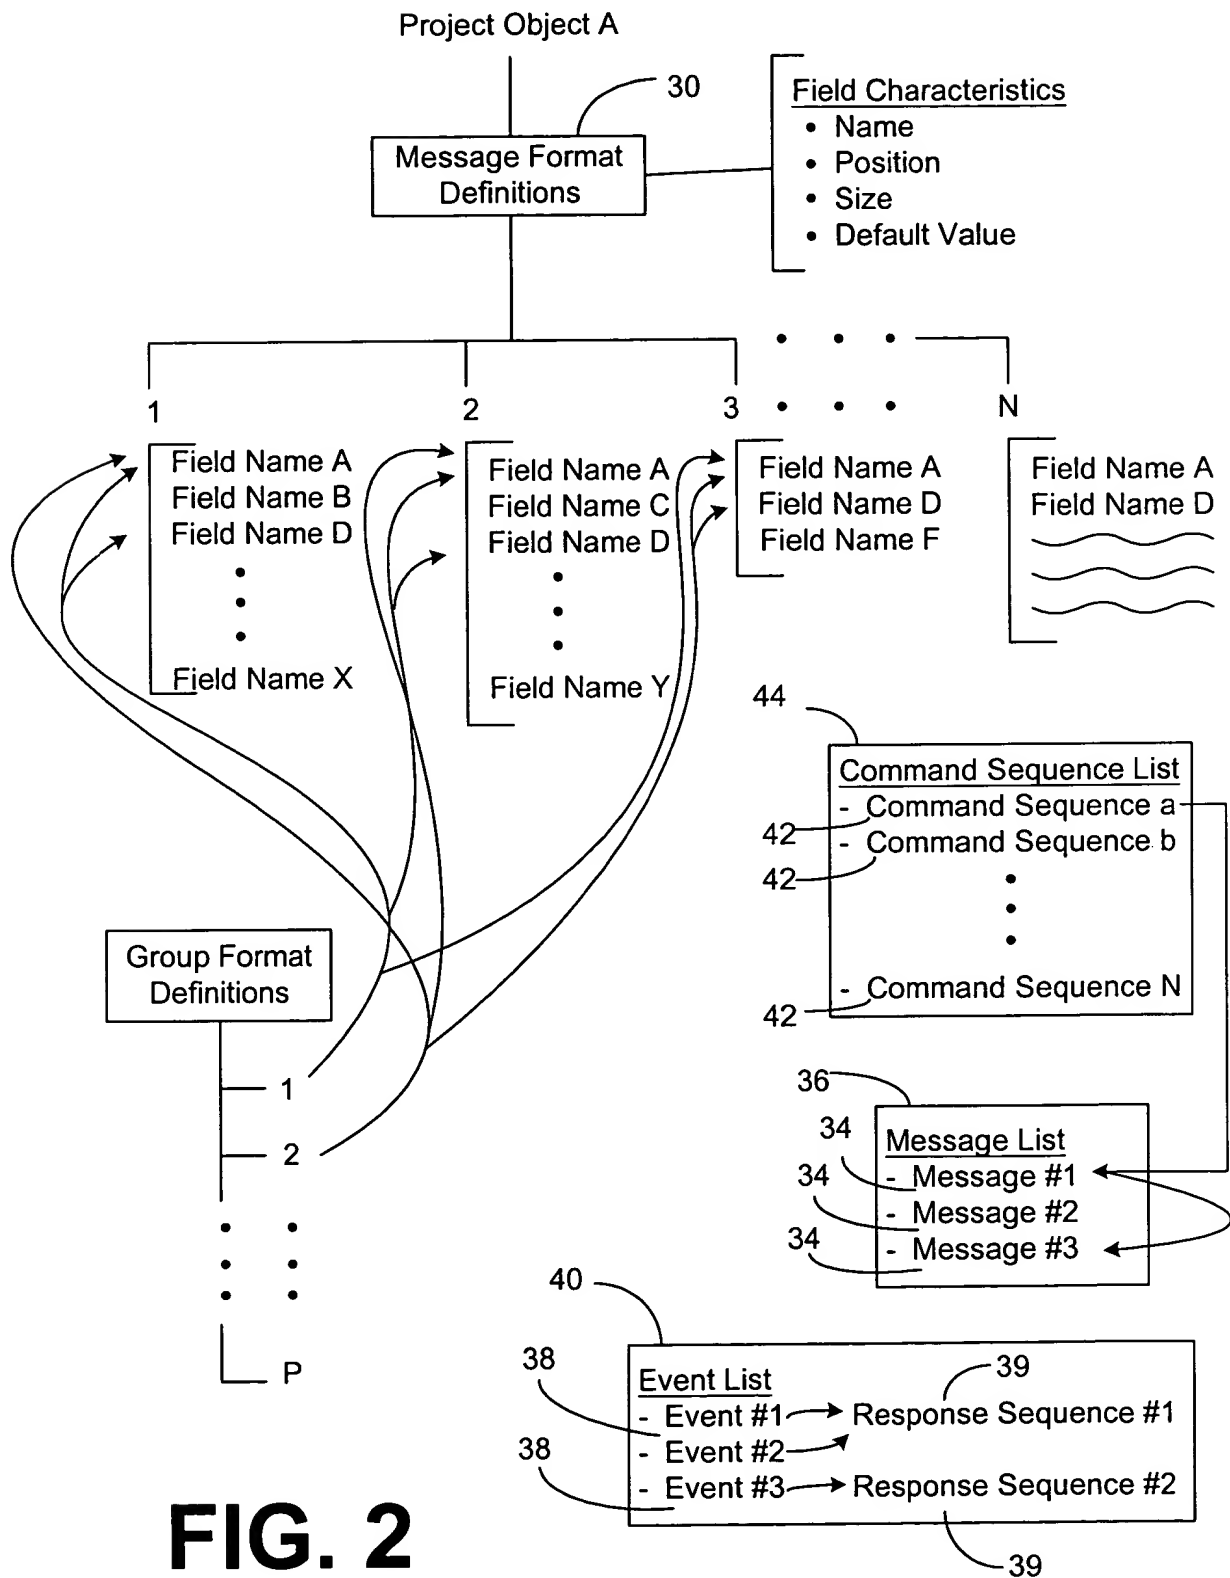 Project Object A
30
Message Format
Definitions
Field Characteristics
• Name
• Position
• Size
• Default Value
1
2
3
N
Field Name A
Field Name B
Field Name D
Field Name X
Field Name A
Field Name C
Field Name D
Field Name Y
Field Name A
Field Name D
Field Name F
Field Name A
Field Name D
44
Command Sequence List
- Command Sequence a
42
- Command Sequence b
42
- Command Sequence N
42
Group Format
Definitions
1
2
P
36
Message List
34
- Message #1
34
- Message #2
34
- Message #3
40
Event List
38
- Event #1
39
Response Sequence #1
- Event #2
38
- Event #3
Response Sequence #2
39
FIG. 2